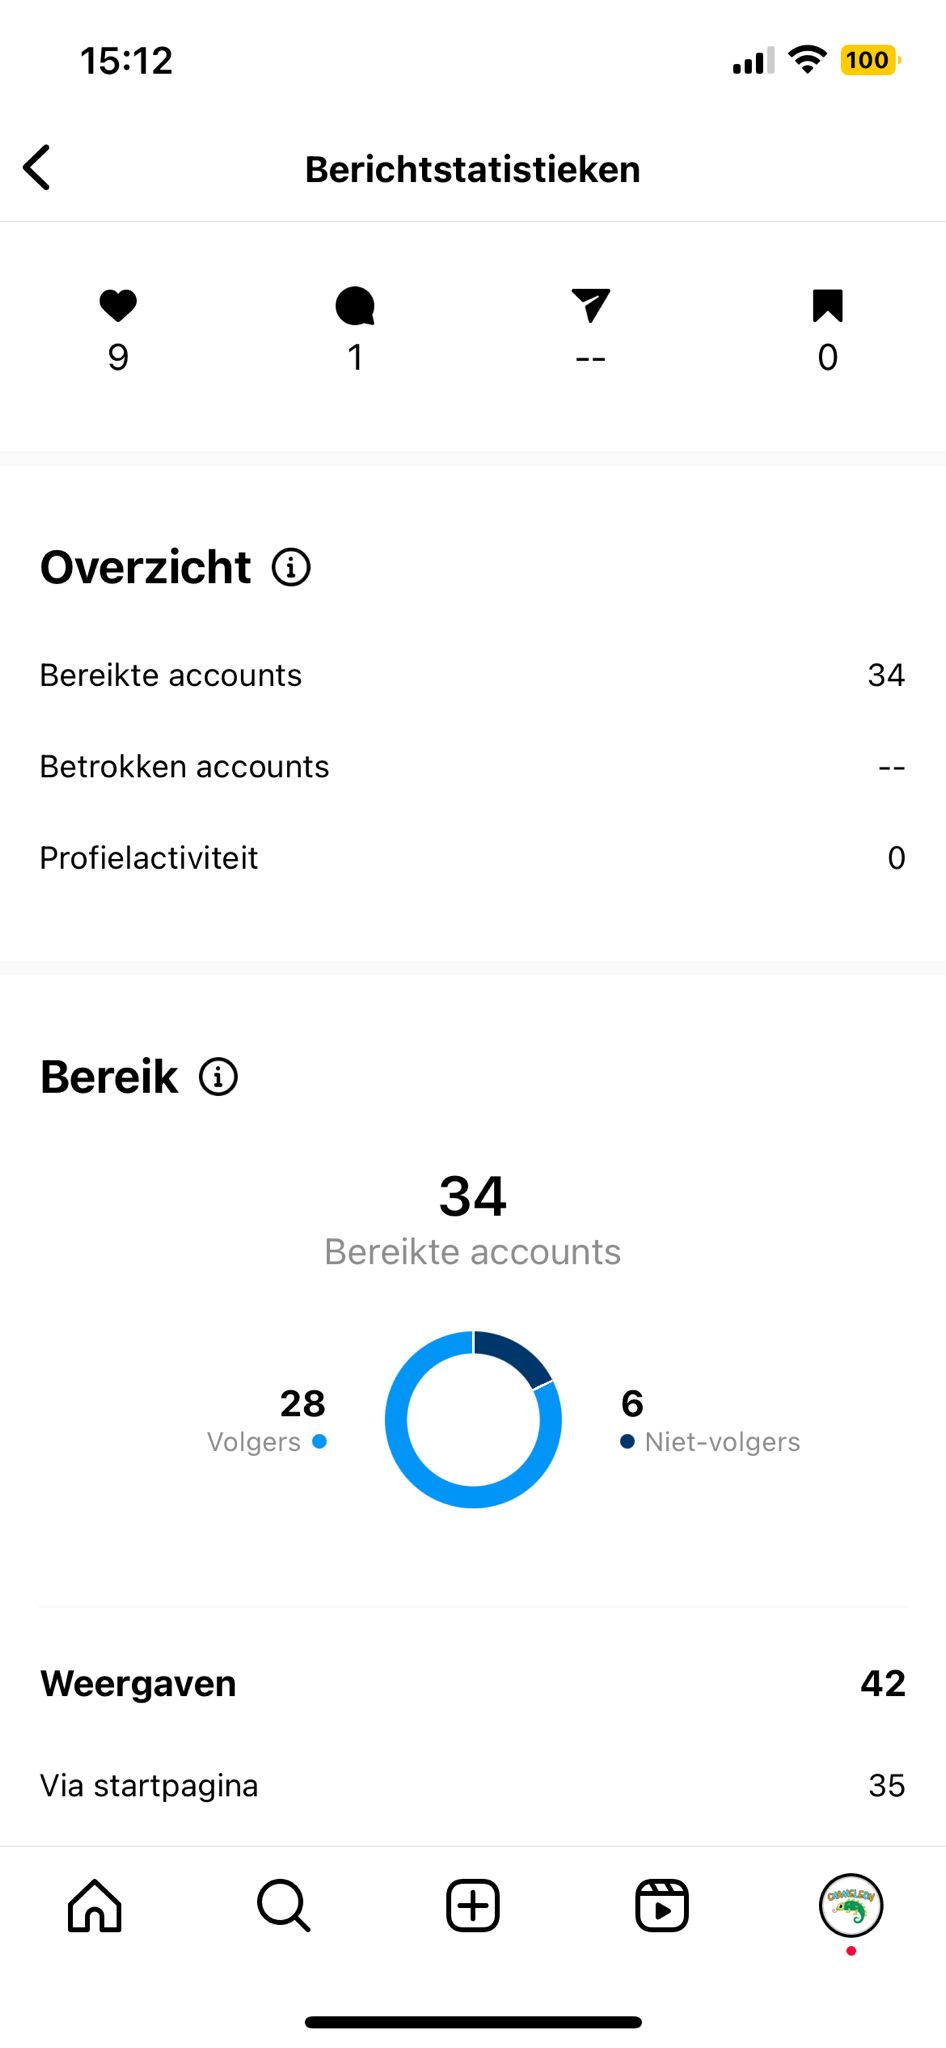 15:12
100
Berichtstatistieken
9 1 -- 0
Overzicht
Bereikte accounts 34
Betrokken accounts --
Profielactiviteit 0
Bereik
34
Bereikte accounts
28 6
Volgers Niet-volgers
Weergaven 42
Via startpagina 35
CHAMELEON